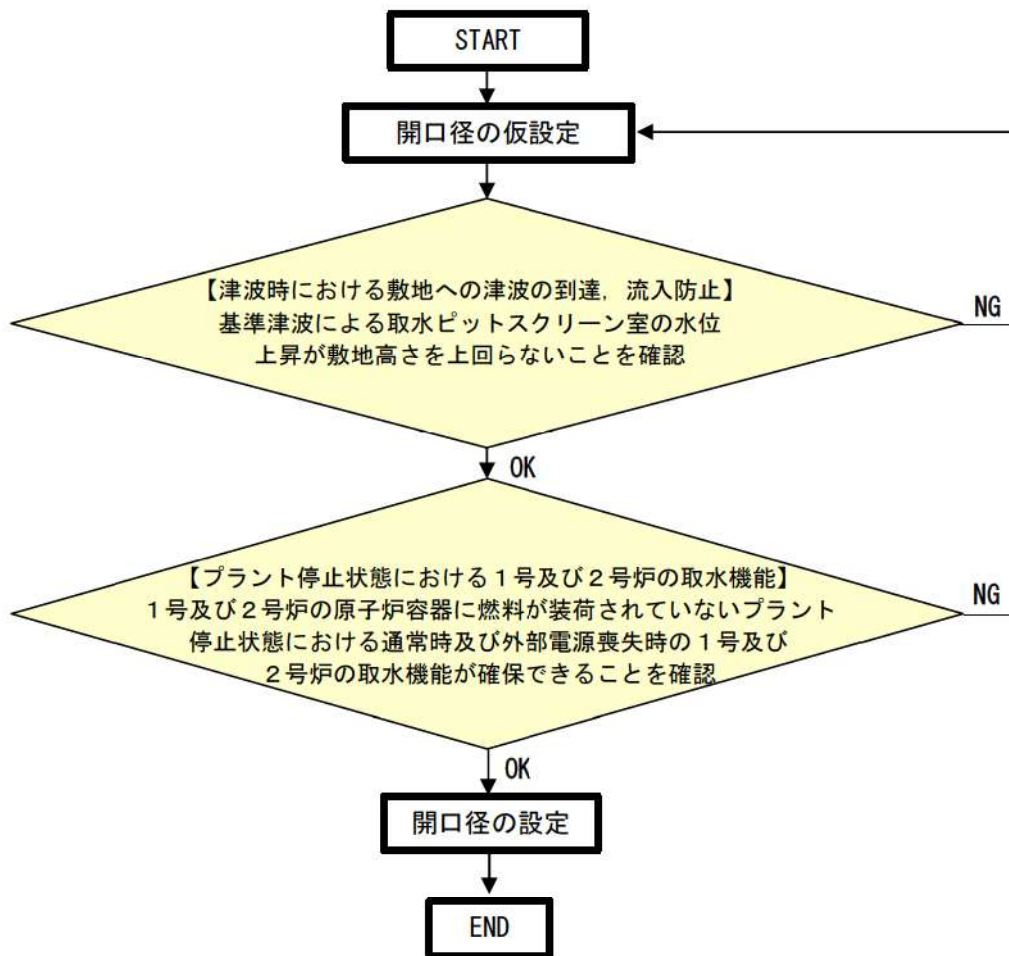 START
開口径の仮設定
【津波時における敷地への津波の到達，流入防止】
基準津波による取水ピットスクリーン室の水位
上昇が敷地高さを上回らないことを確認
NG
OK
【プラント停止状態における１号及び２号炉の取水機能】
１号及び２号炉の原子炉容器に燃料が装荷されていないプラント
停止状態における通常時及び外部電源喪失時の１号及び
２号炉の取水機能が確保できることを確認
NG
OK
開口径の設定
END